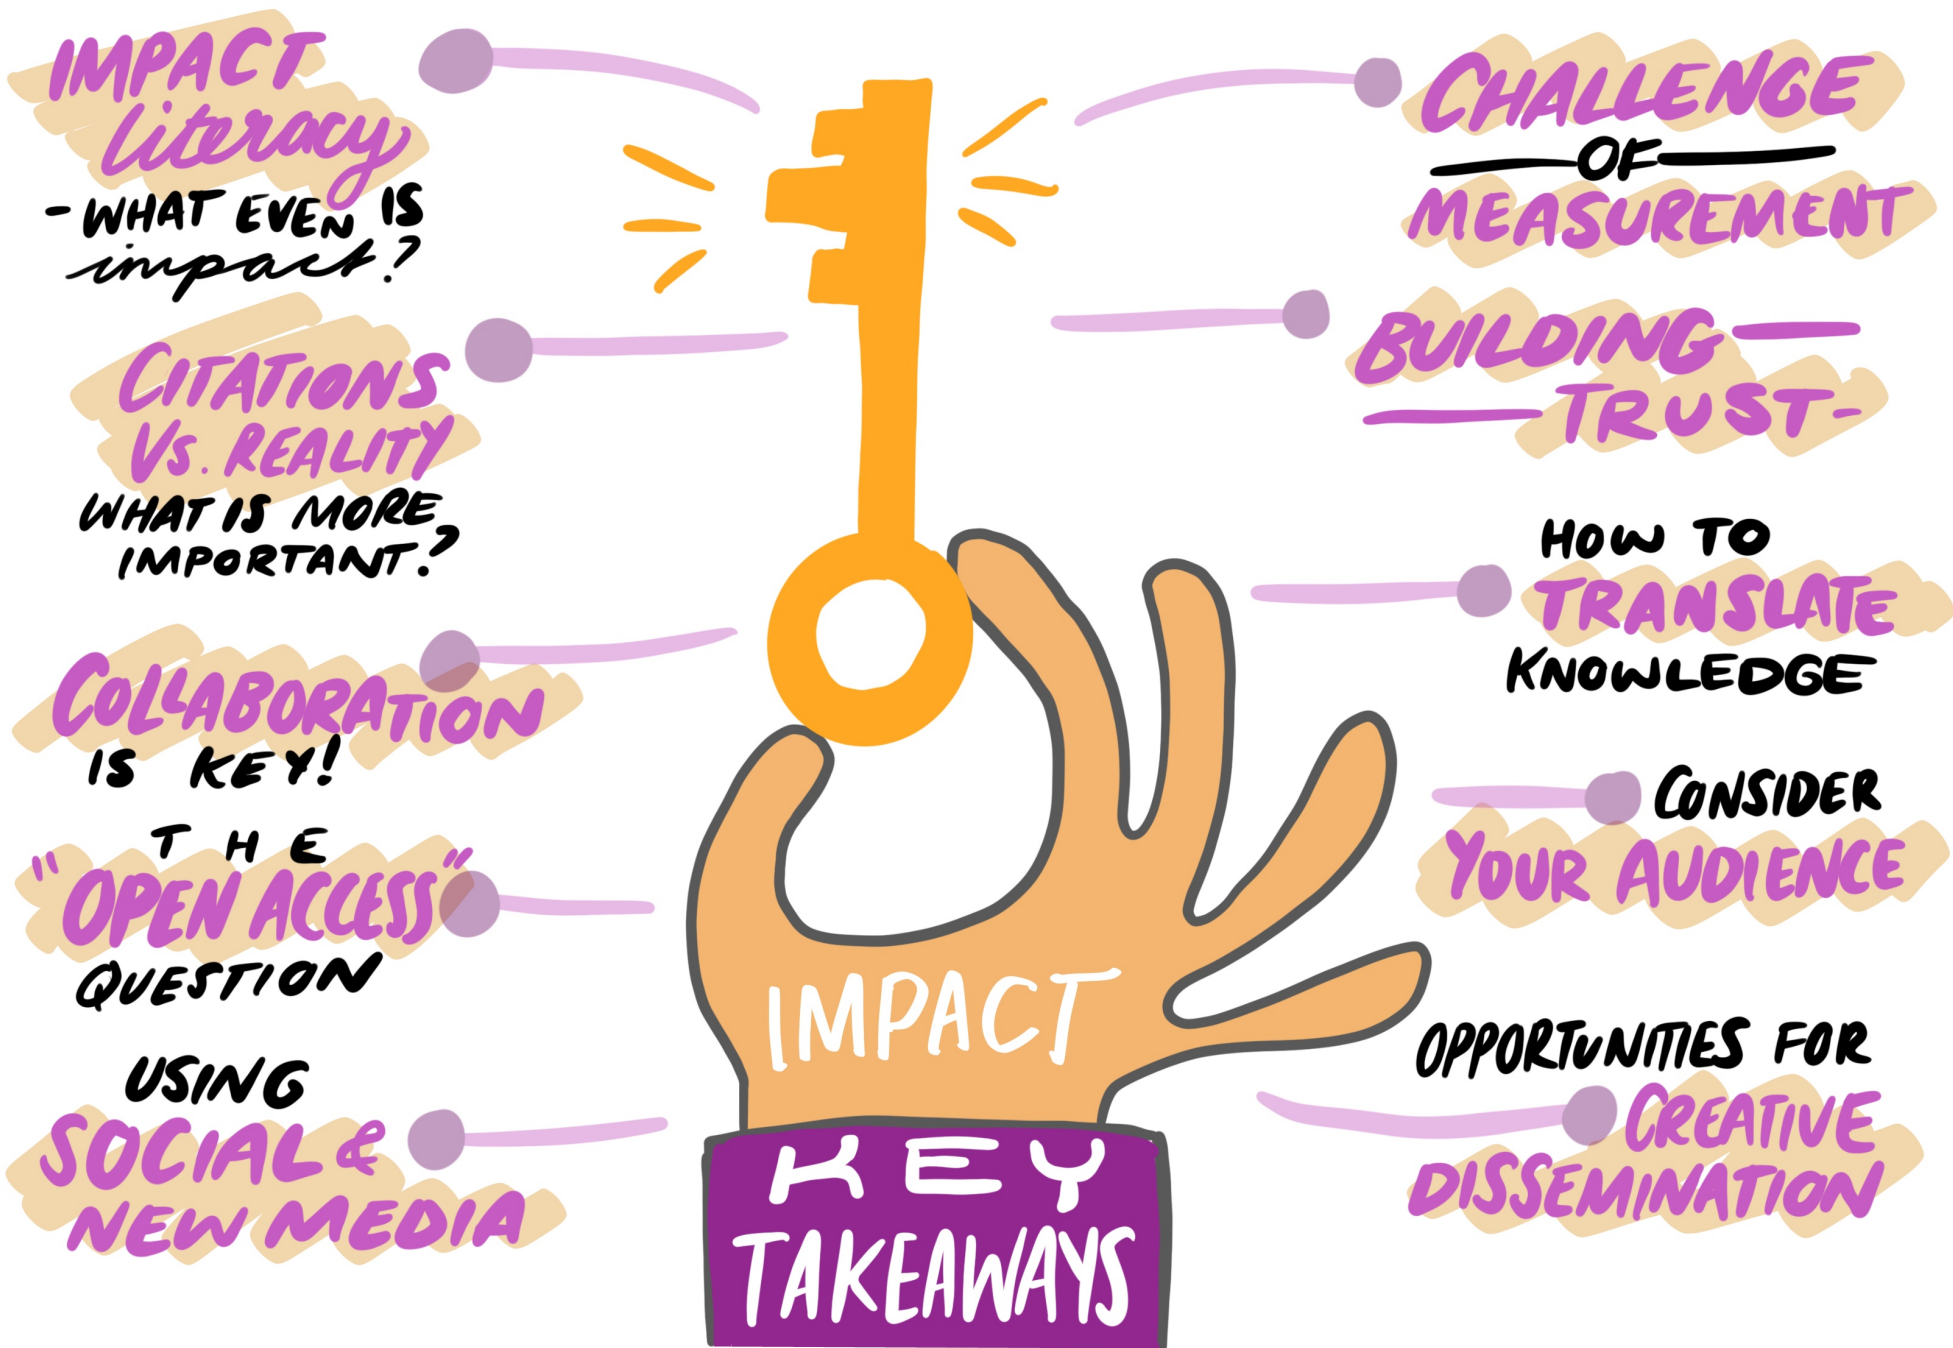 IMPACT
Literacy
- WHAT EVEN IS
impact?
CITATIONS
VS. REALITY
WHAT IS MORE
IMPORTANT?
COLLABORATION
IS KEY!
THE
"OPEN ACCESS"
QUESTION
USING
SOCIAL &
NEW MEDIA
IMPACT
KEY
TAKEAWAYS
CHALLENGE
OF
MEASUREMENT
BUILDING
TRUST
HOW TO
TRANSLATE
KNOWLEDGE
CONSIDER
YOUR AUDIENCE
OPPORTUNITIES FOR
CREATIVE
DISSEMINATION